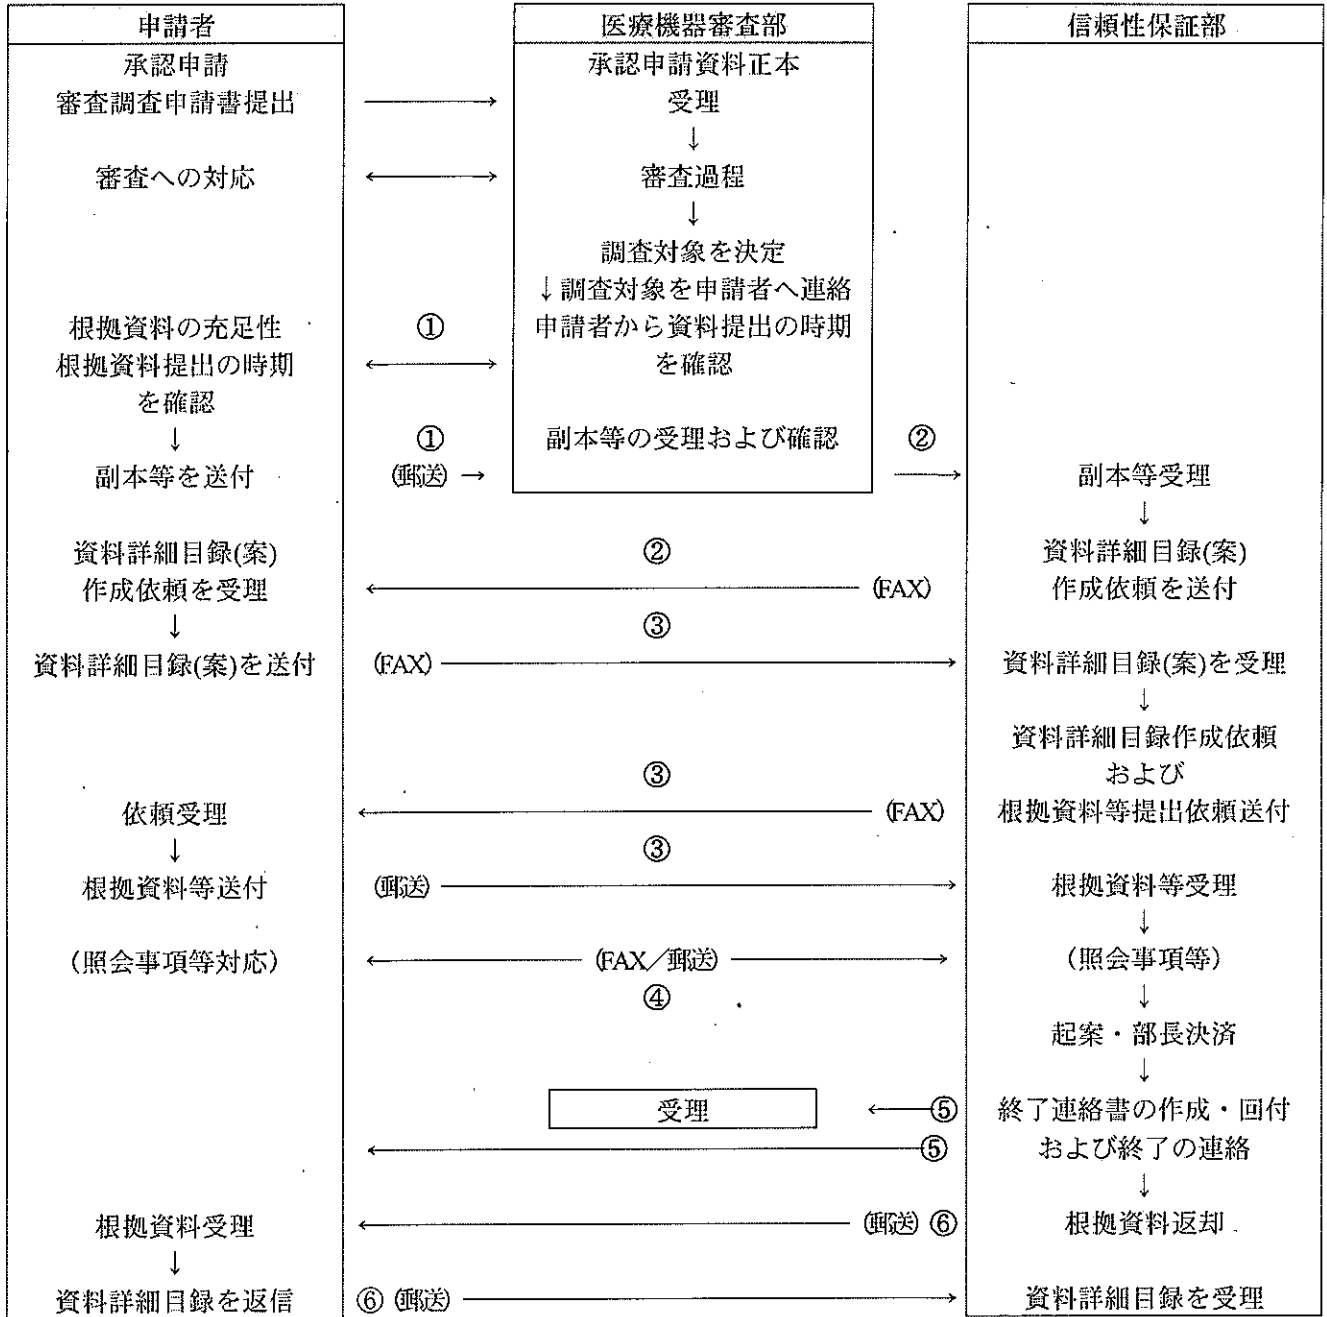 申請者 医療機器審査部 信頼性保証部
承認申請 承認申請資料正本
審査調査申請書提出 → 受理
↓
審査への対応 ←→ 審査過程
↓
調査対象を決定
↓調査対象を申請者へ連絡
根拠資料の充足性 ① 申請者から資料提出の時期
根拠資料提出の時期 ←→ を確認
を確認
↓ ① 副本等の受理および確認 ②
副本等を送付 (郵送) → → 副本等受理
↓
資料詳細目録(案) ② 資料詳細目録(案)
作成依頼を受理 ← (FAX) 作成依頼を送付
↓ ③
資料詳細目録(案)を送付 (FAX) → 資料詳細目録(案)を受理
↓
資料詳細目録作成依頼
③ および
依頼受理 ← (FAX) 根拠資料等提出依頼送付
↓ ③
根拠資料等送付 (郵送) → 根拠資料等受理
↓
(照会事項等対応) ← (FAX/郵送) → (照会事項等)
④ ↓
起案・部長決済
↓
受理 ← ⑤ 終了連絡書の作成・回付
← ⑤ および終了の連絡
↓
根拠資料受理 ← (郵送) ⑥ 根拠資料返却
↓
資料詳細目録を返信 ⑥ (郵送) → 資料詳細目録を受理